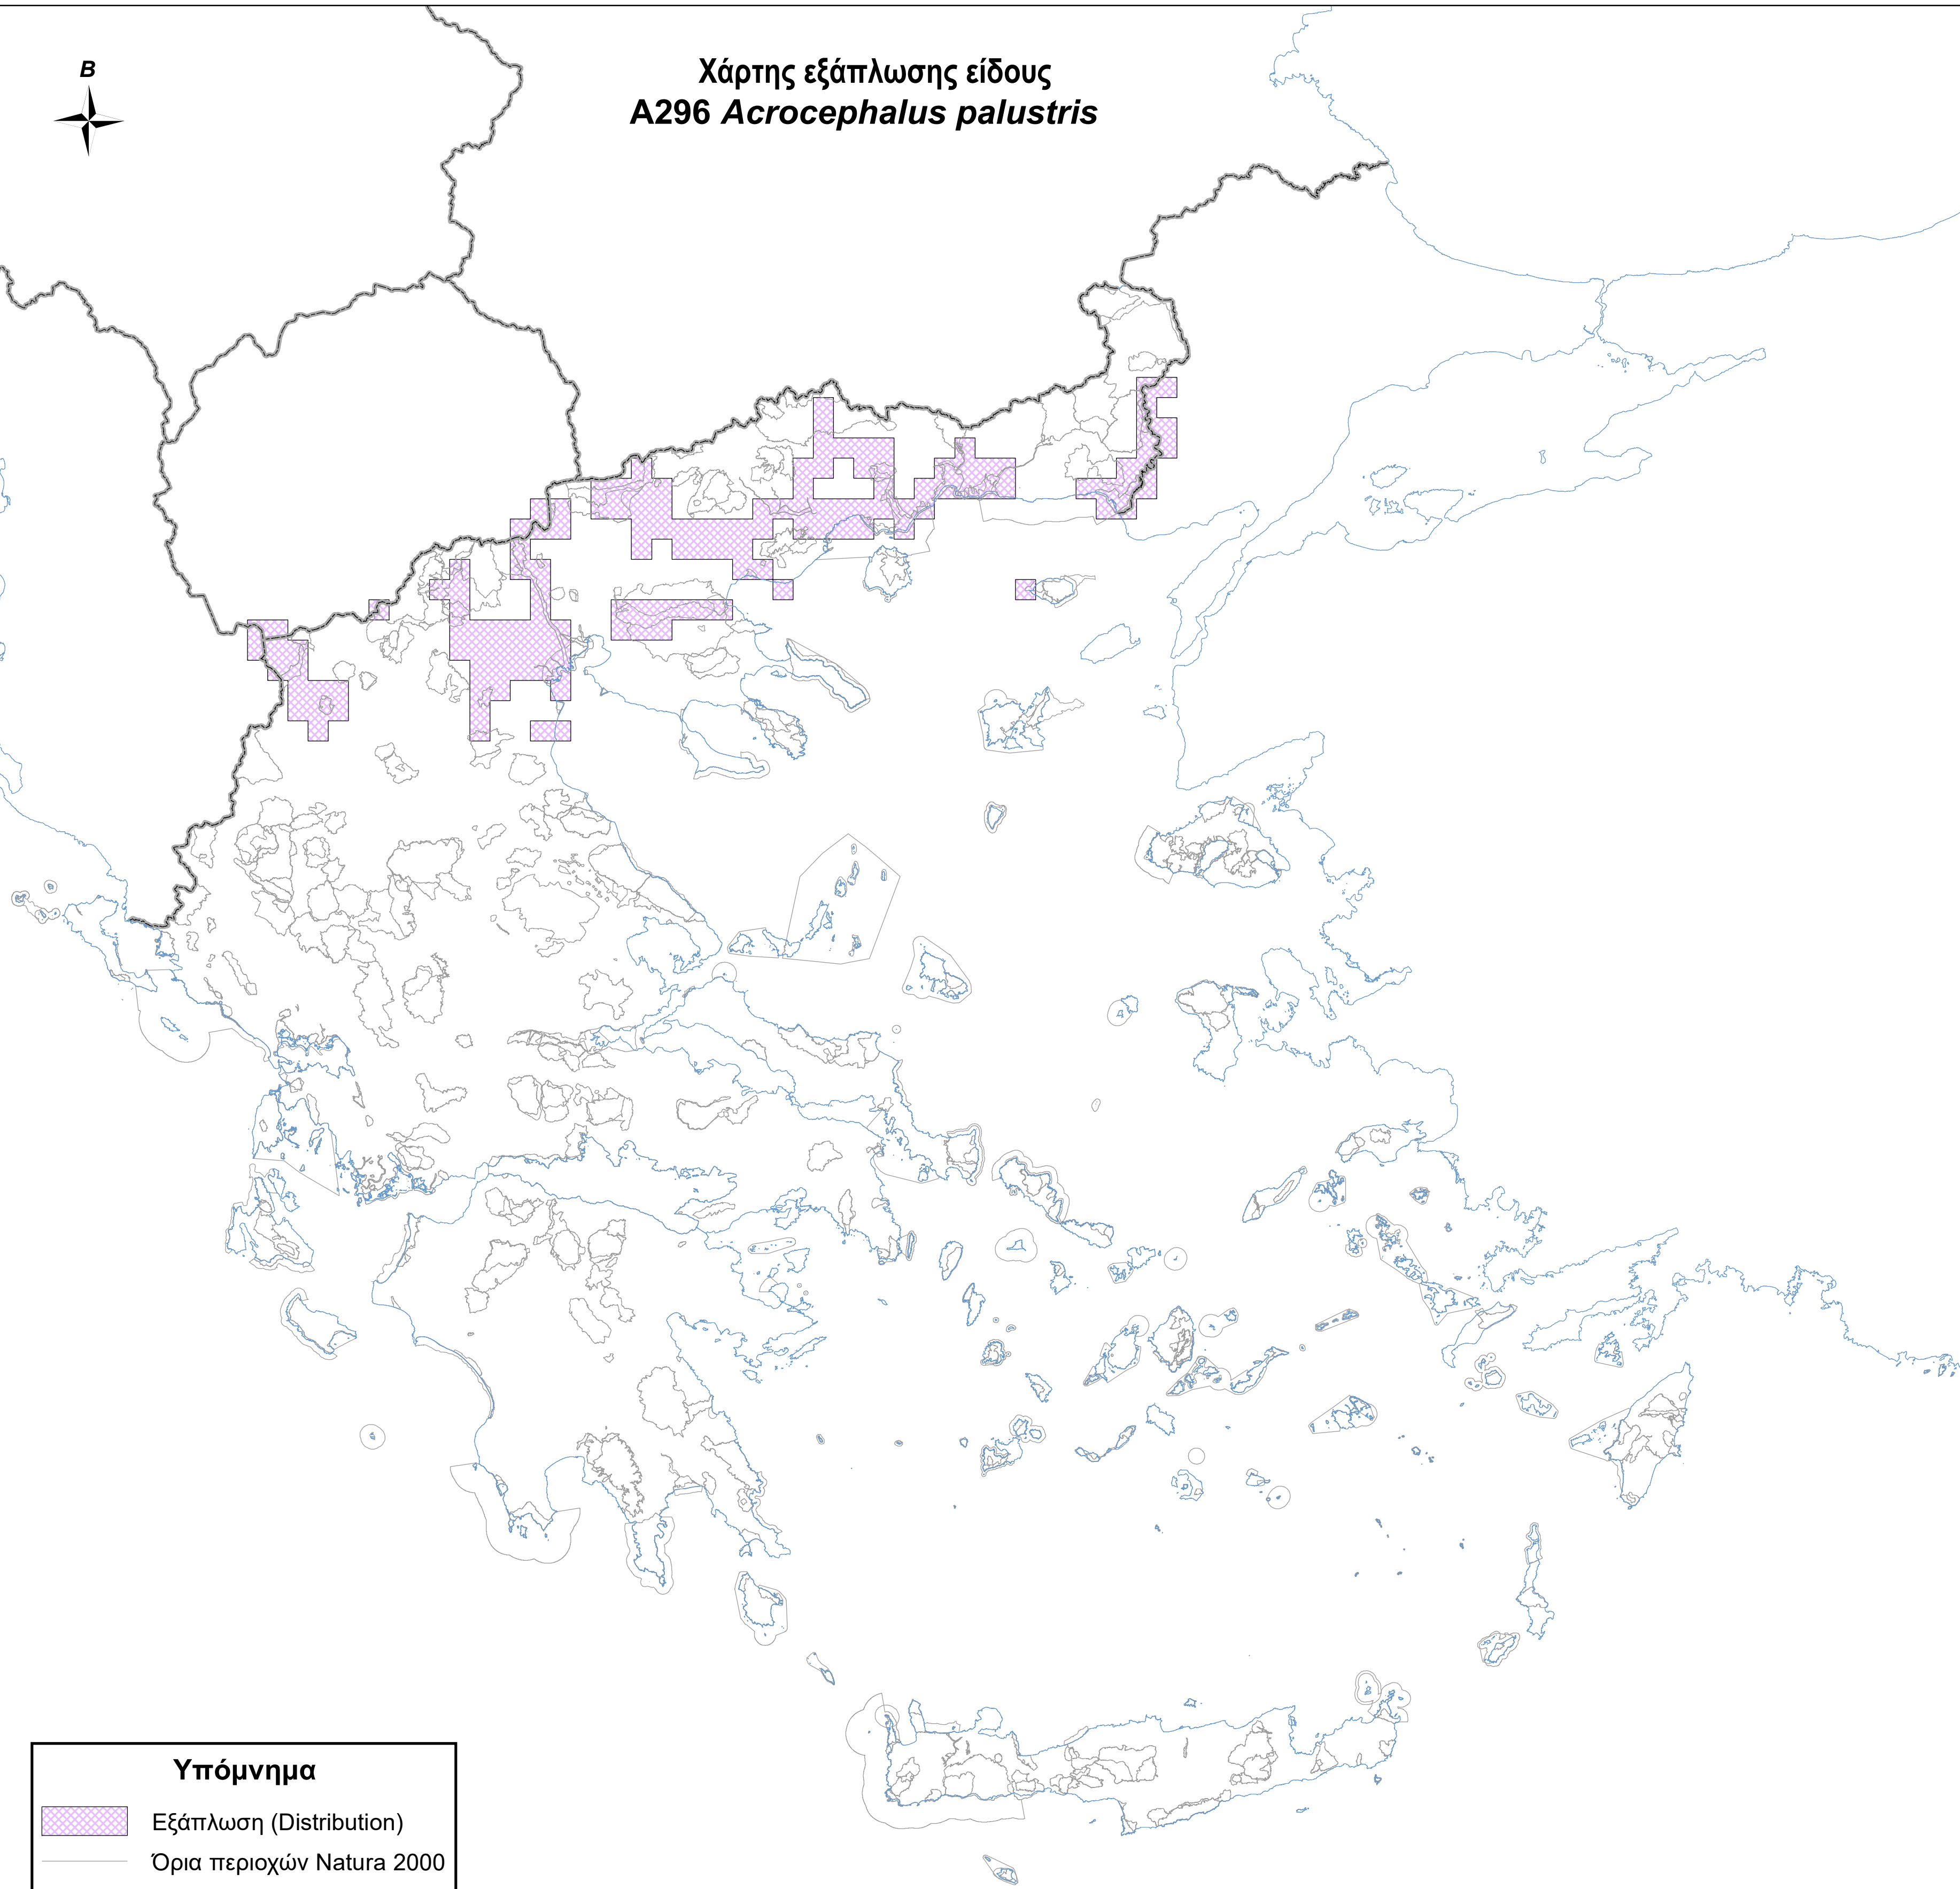 B
Χάρτης εξάπλωσης είδους
A296 Acrocephalus palustris
Υπόμνημα
Εξάπλωση (Distribution)
Όρια περιοχών Natura 2000